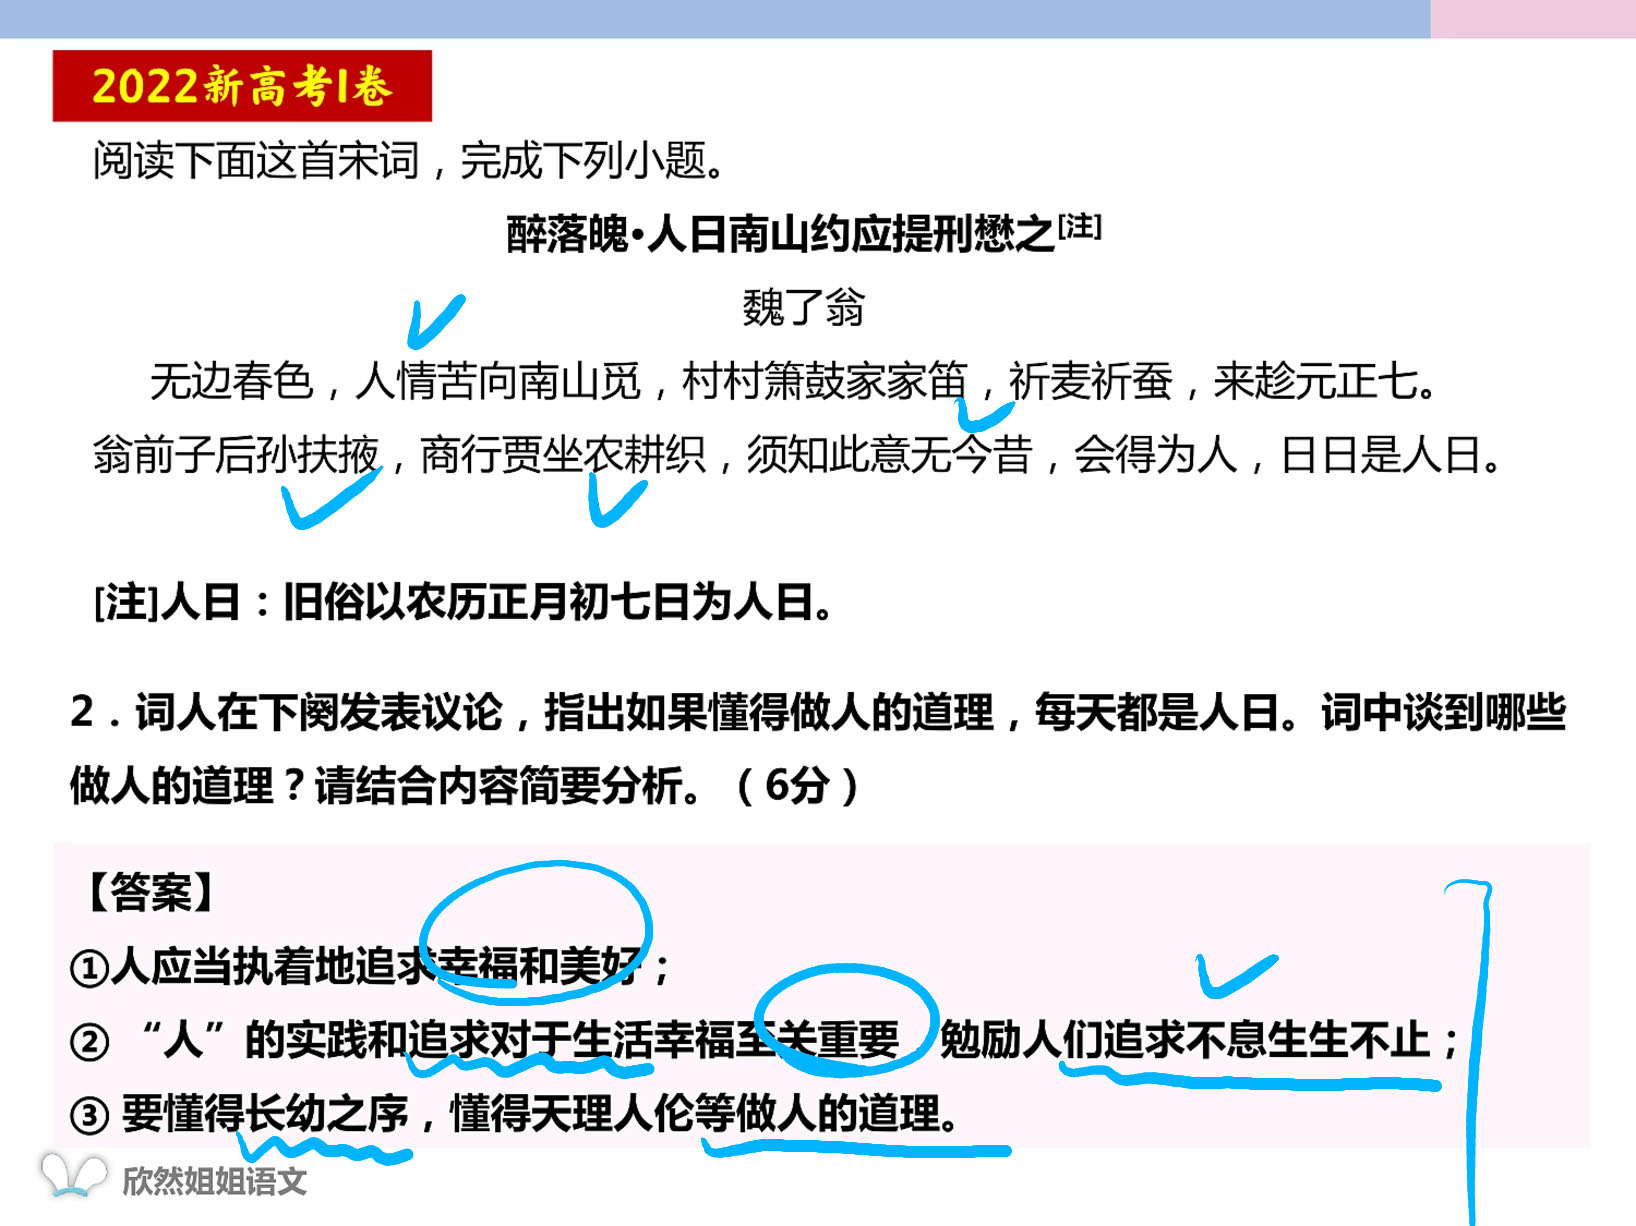 2022新高考I卷
阅读下面这首宋词，完成下列小题。
醉落魄·人日南山约应提刑懋之[注]
魏了翁
无边春色，人情苦向南山觅，村村箫鼓家家笛，祈麦祈蚕，来趁元正七。
翁前子后孙扶掖，商行贾坐农耕织，须知此意无今昔，会得为人，日日是人日。
[注]人日：旧俗以农历正月初七日为人日。
2．词人在下阕发表议论，指出如果懂得做人的道理，每天都是人日。词中谈到哪些
做人的道理？请结合内容简要分析。（6分）
【答案】
①人应当执着地追求幸福和美好；
② “人”的实践和追求对于生活幸福至关重要，勉励人们追求不息生生不止；
③ 要懂得长幼之序，懂得天理人伦等做人的道理。
欣然姐姐语文